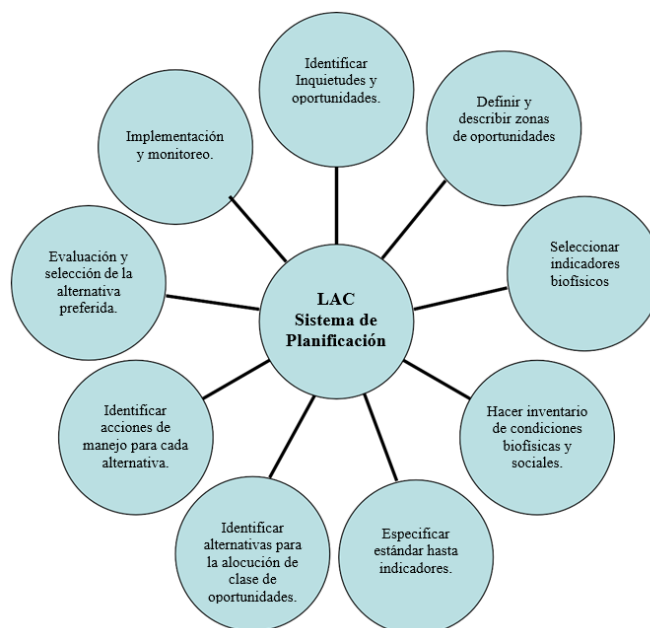 Identificar
Inquietudes y
oportunidades.
Definir y
describir zonas
de oportunidades
Seleccionar
indicadores
biofísicos
Hacer inventario
de condiciones
biofísicas y
sociales.
Especificar
estándar hasta
indicadores.
Identificar
alternativas para
la alocución de
clase de
oportunidades.
Identificar
acciones de
manejo para cada
alternativa.
Evaluación y
selección de la
alternativa
preferida.
Implementación
y monitoreo.
LAC
Sistema de
Planificación